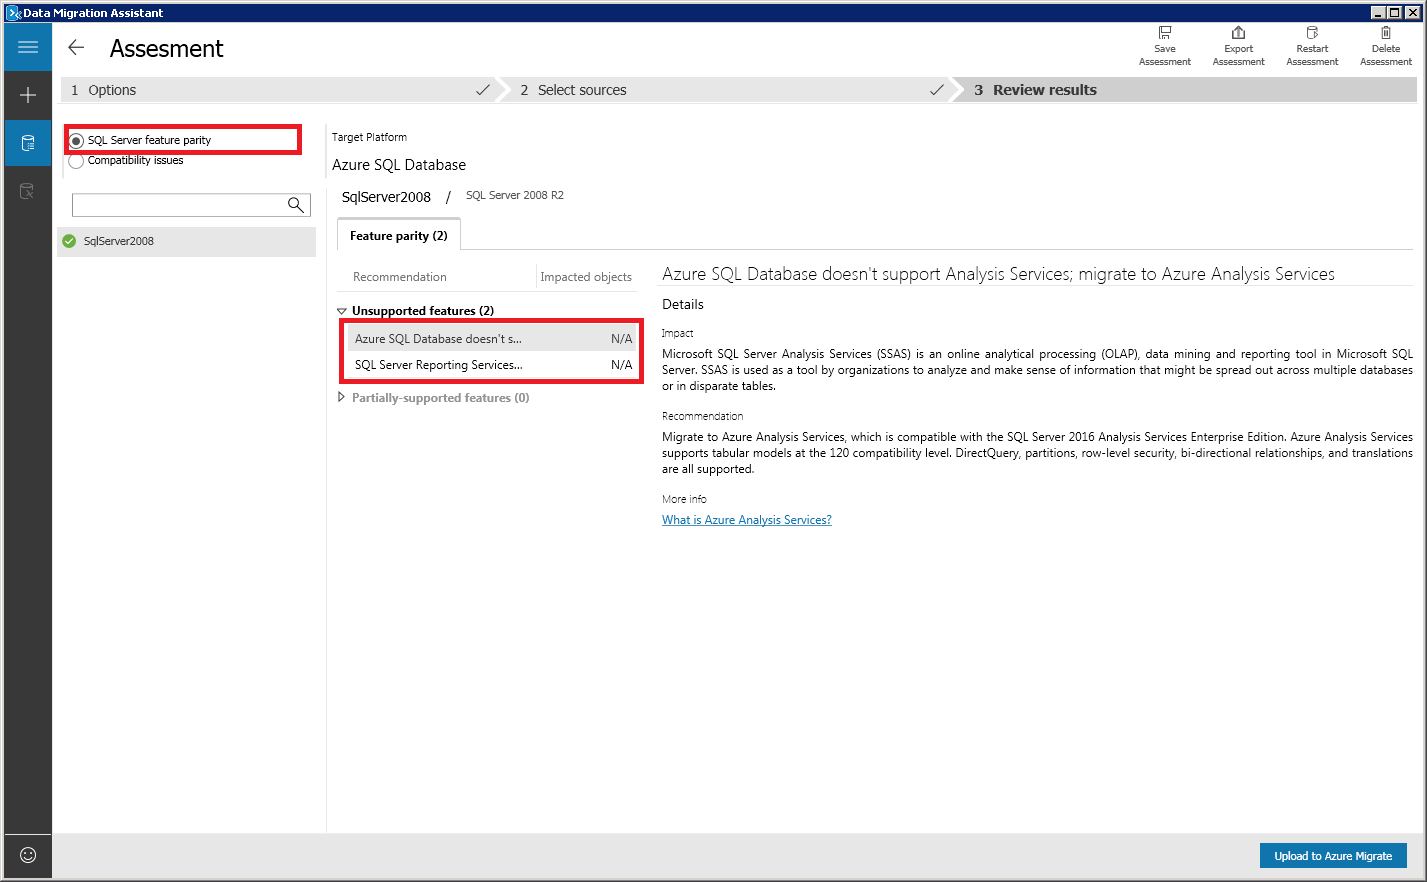 Data Migration Assistant
Assesment
Save
Assessment
Export
Assessment
Restart
Assessment
Delete
Assessment
1 Options
2 Select sources
3 Review results
SQL Server feature parity
Compatibility issues
SqlServer2008
Target Platform
Azure SQL Database
SqlServer2008 / SQL Server 2008 R2
Feature parity (2)
Recommendation
Impacted objects
Unsupported features (2)
Azure SQL Database doesn't s... N/A
SQL Server Reporting Services... N/A
Partially-supported features (0)
Azure SQL Database doesn't support Analysis Services; migrate to Azure Analysis Services
Details
Impact
Microsoft SQL Server Analysis Services (SSAS) is an online analytical processing (OLAP), data mining and reporting tool in Microsoft SQL
Server. SSAS is used as a tool by organizations to analyze and make sense of information that might be spread out across multiple databases
or in disparate tables.
Recommendation
Migrate to Azure Analysis Services, which is compatible with the SQL Server 2016 Analysis Services Enterprise Edition. Azure Analysis Services
supports tabular models at the 120 compatibility level. DirectQuery, partitions, row-level security, bi-directional relationships, and translations
are all supported.
More info
What is Azure Analysis Services?
Upload to Azure Migrate